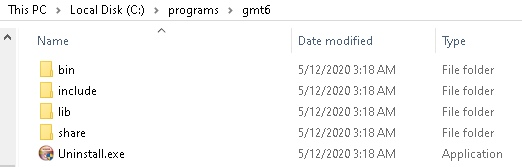 This PC > Local Disk (C:) > programs > gmt6
Name Date modified Type
bin 5/12/2020 3:18 AM File folder
include 5/12/2020 3:18 AM File folder
lib 5/12/2020 3:18 AM File folder
share 5/12/2020 3:18 AM File folder
Uninstall.exe 5/12/2020 3:18 AM Application